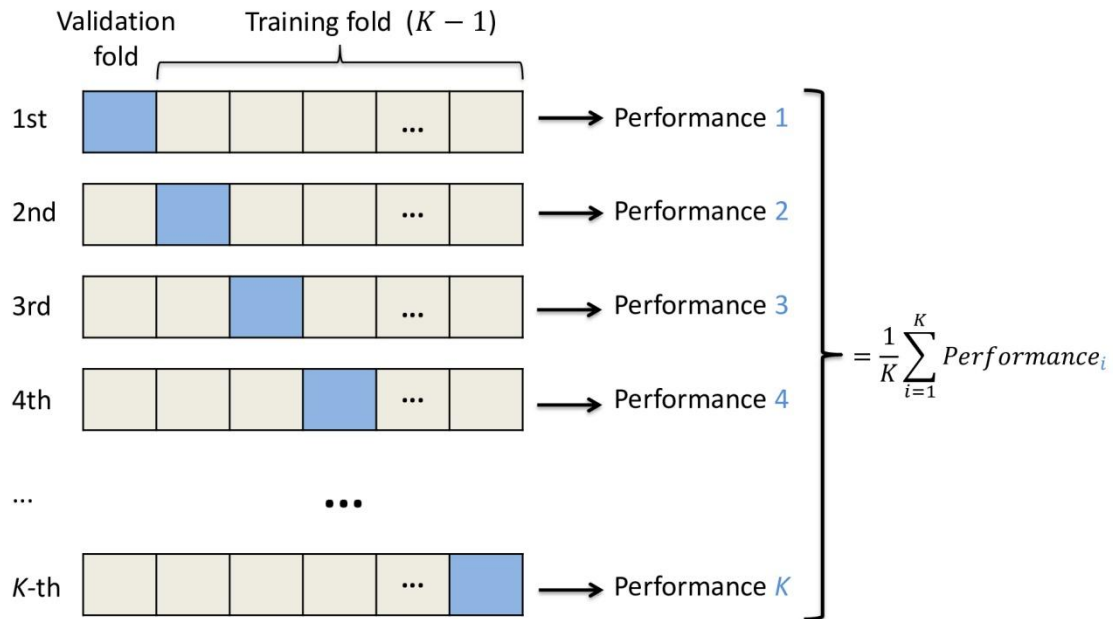 Validation fold
Training fold (K − 1)
1st ... Performance 1
2nd ... Performance 2
3rd ... Performance 3
4th ... Performance 4
... ...
K-th ... Performance K
= 1/K ∑ i=1 K Performance i